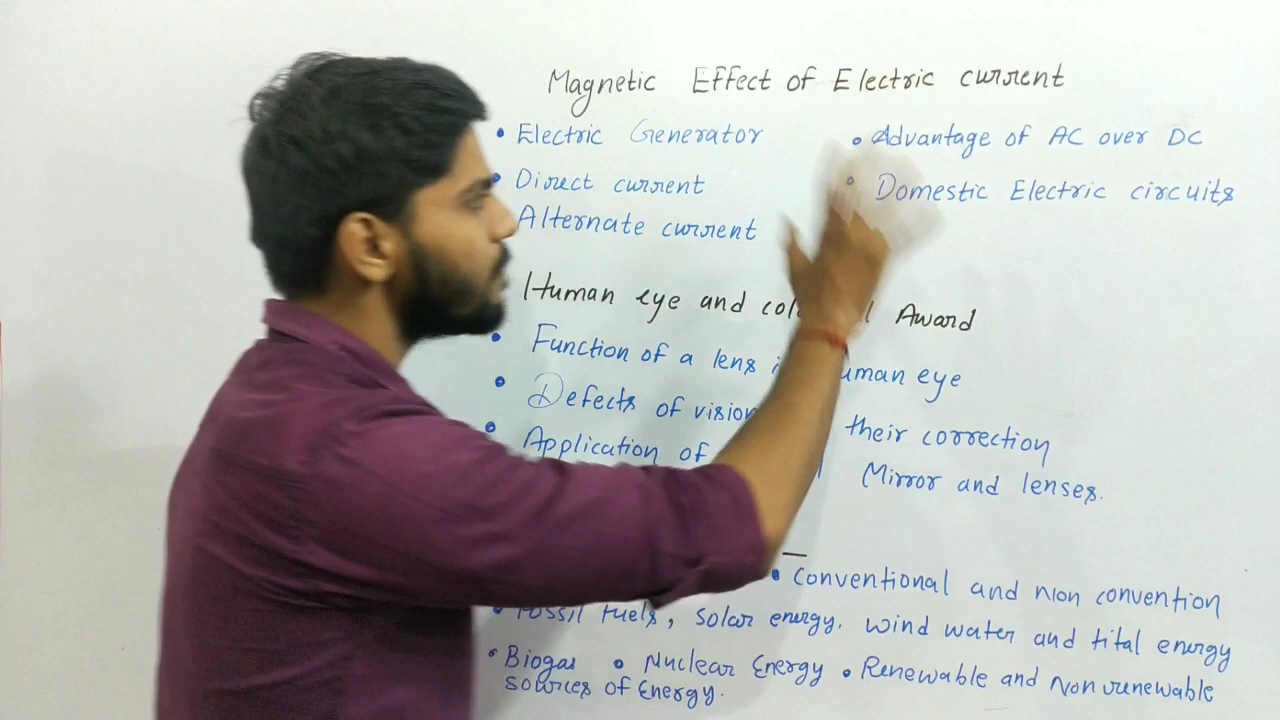 Magnetic Effect of Electric current
• Electric Generator
• Direct current
Alternate current
• Advantage of AC over DC
• Domestic Electric circuits
Human eye and Award
• Function of a lens human eye
• Defects of vision their correction
• Application of Mirror and lenses.
• Conventional and non convention
• Fossil fuels, solar energy. wind water and tital energy
• Biogas • Nuclear Energy • Renewable and Non renewable
sources of Energy.